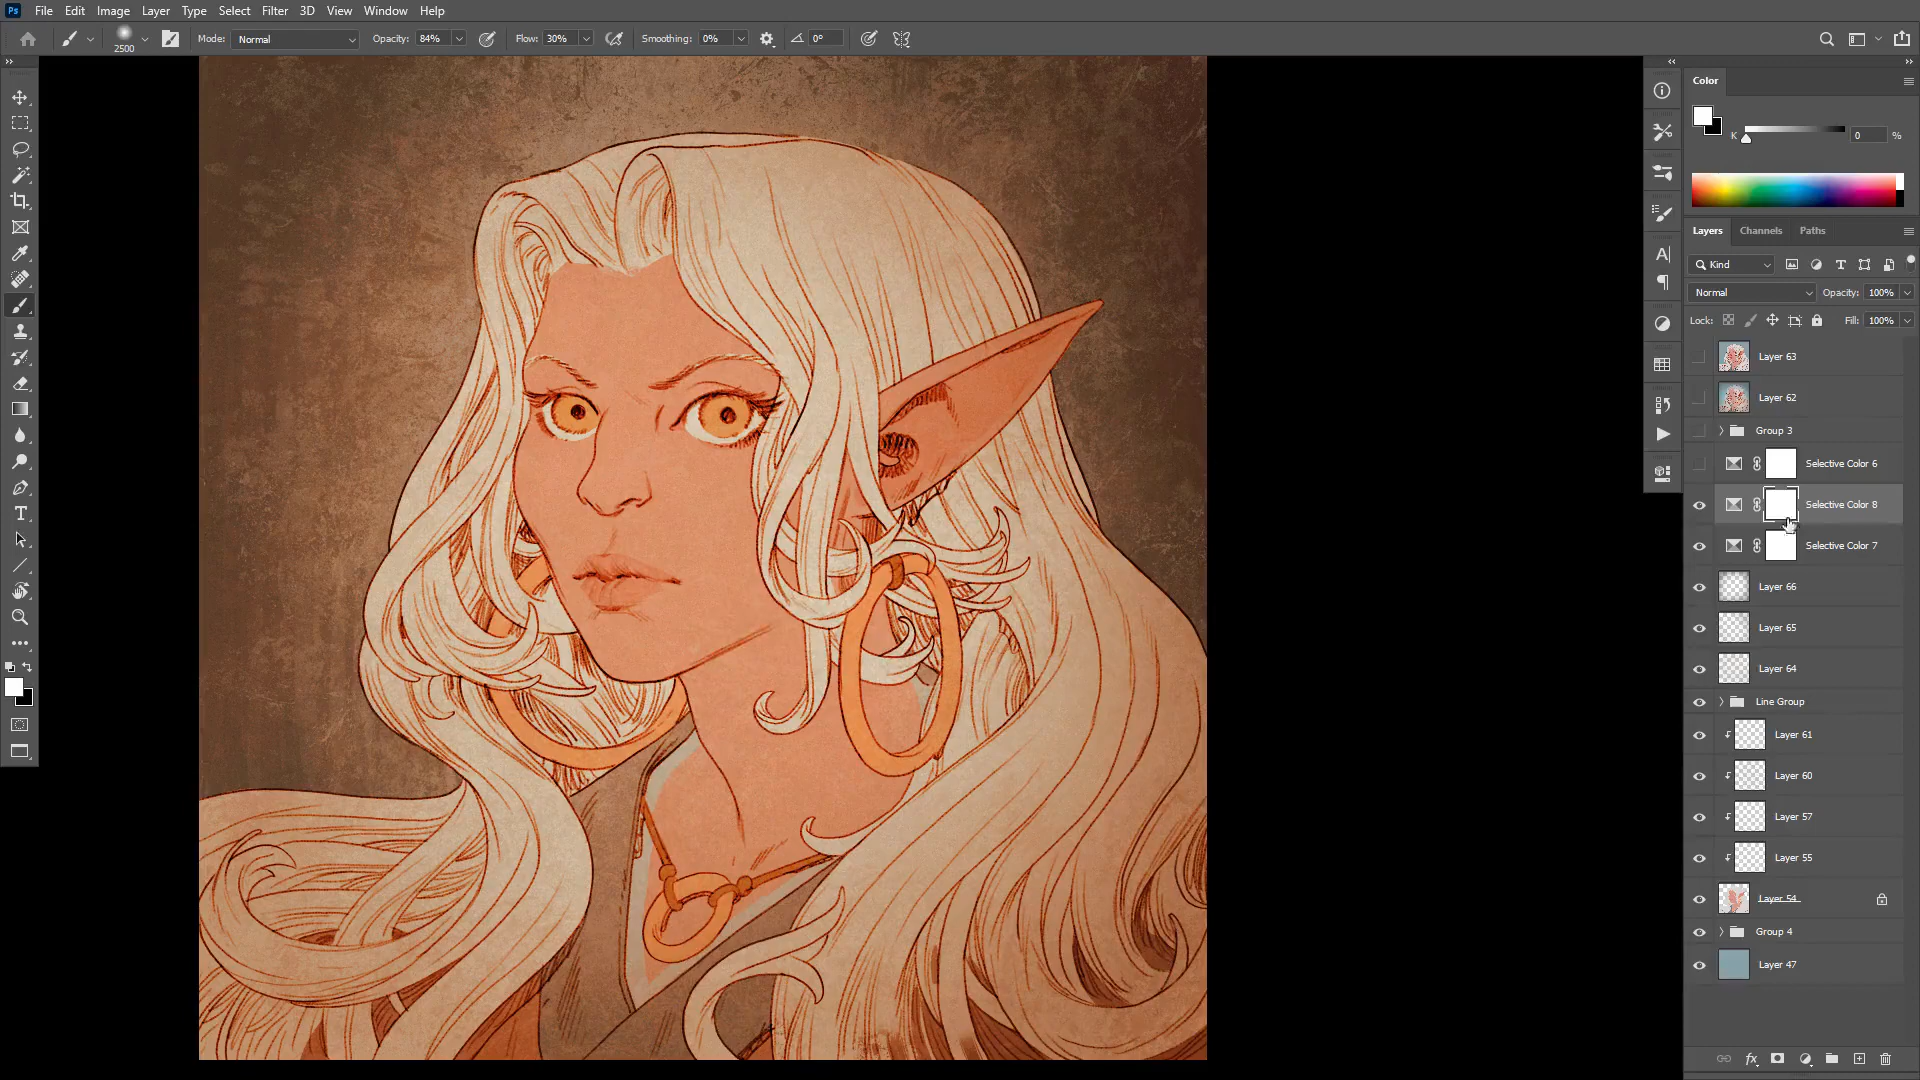 Ps File Edit Image Layer Type Select Filter 3D View Window Help
2500 Mode: Normal Opacity: 84% Flow: 30% Smoothing: 0% 0°
Color
K 0 %
Layers Channels Paths
Kind
Normal Opacity: 100%
Lock: Fill: 100%
Layer 63
Layer 62
Group 3
Selective Color 6
Selective Color 8
Selective Color 7
Layer 66
Layer 65
Layer 64
Line Group
Layer 61
Layer 60
Layer 57
Layer 55
Layer 54
Group 4
Layer 47